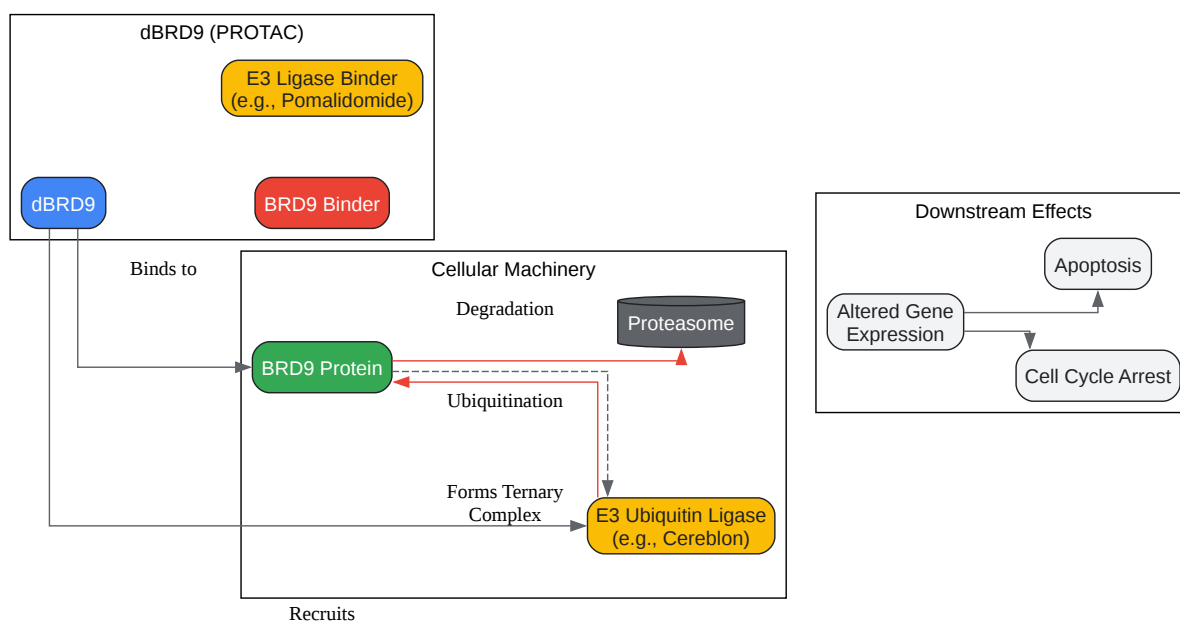 dBRD9 (PROTAC)
E3 Ligase Binder
(e.g., Pomalidomide)
dBRD9
BRD9 Binder
Binds to
Cellular Machinery
Degradation
Proteasome
BRD9 Protein
Ubiquitination
Forms Ternary
Complex
E3 Ubiquitin Ligase
(e.g., Cereblon)
Recruits
Downstream Effects
Apoptosis
Altered Gene
Expression
Cell Cycle Arrest